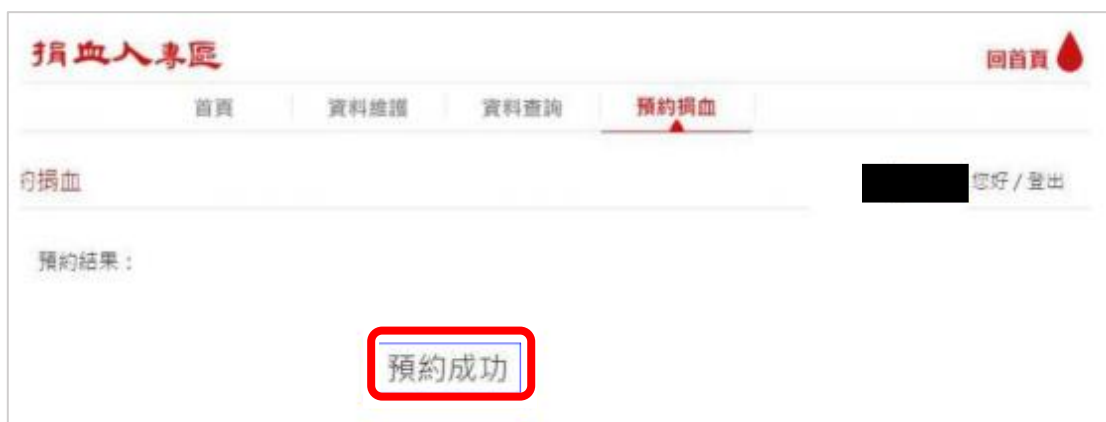 捐血人專區
回首頁
首頁 資料維護 資料查詢 預約捐血
約捐血
您好 / 登出
預約結果：
預約成功